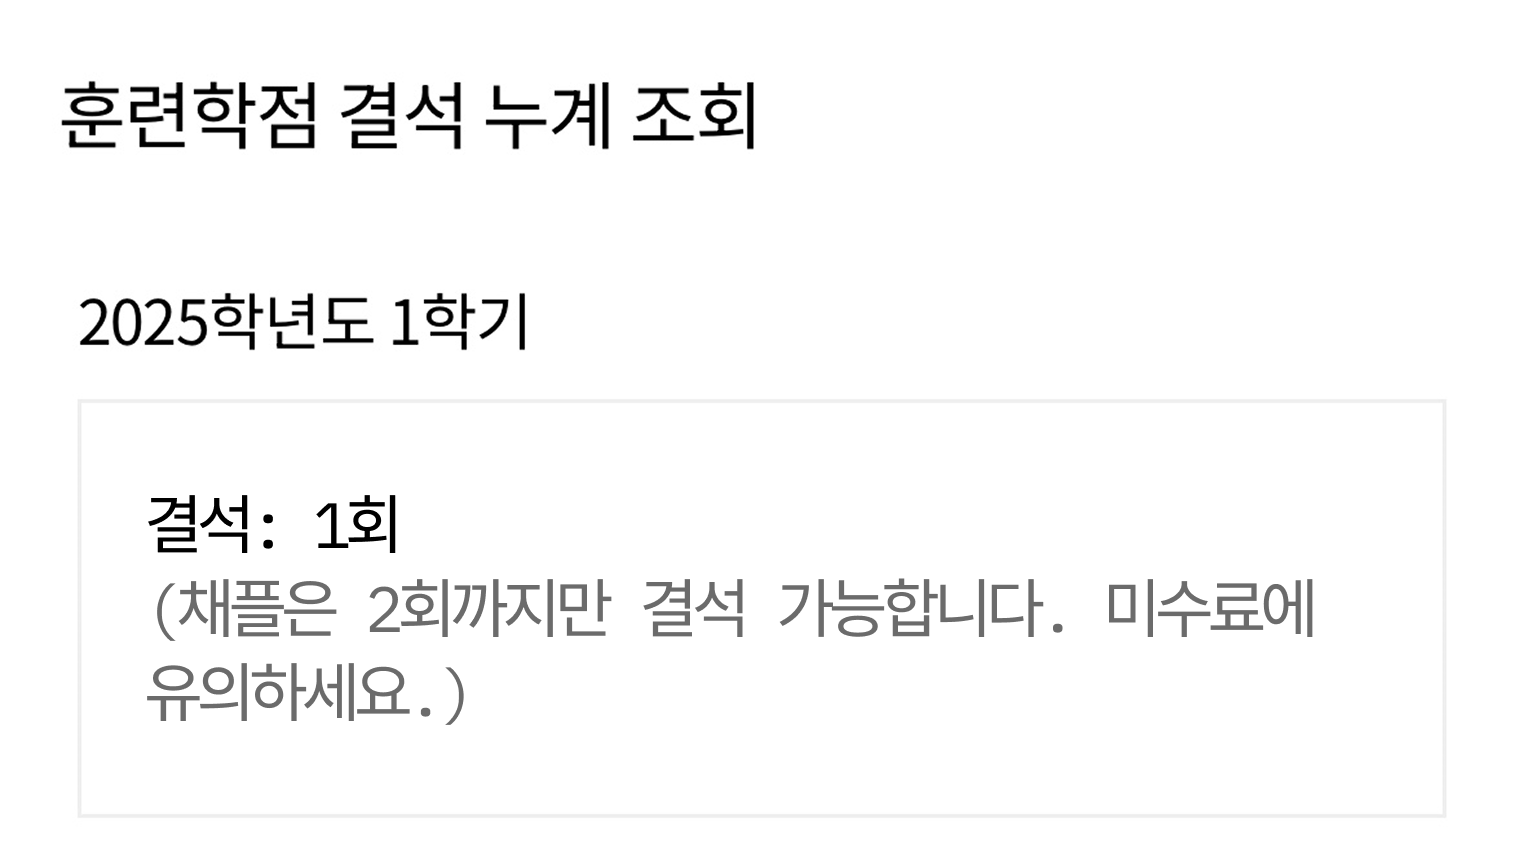 훈련학점 결석 누계 조회
2025학년도 1학기
결석: 1회
(채플은 2회까지만 결석 가능합니다. 미수료에
유의하세요.)